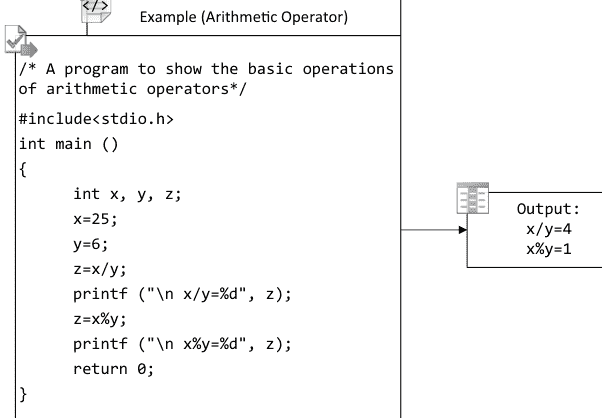 </>
Example (Arithmetic Operator)
/* A program to show the basic operations
of arithmetic operators*/
#include<stdio.h>
int main ()
{
int x, y, z;
x=25;
y=6;
z=x/y;
printf ("\n x/y=%d", z);
z=x%y;
printf ("\n x%y=%d", z);
return 0;
}
Output:
x/y=4
x%y=1